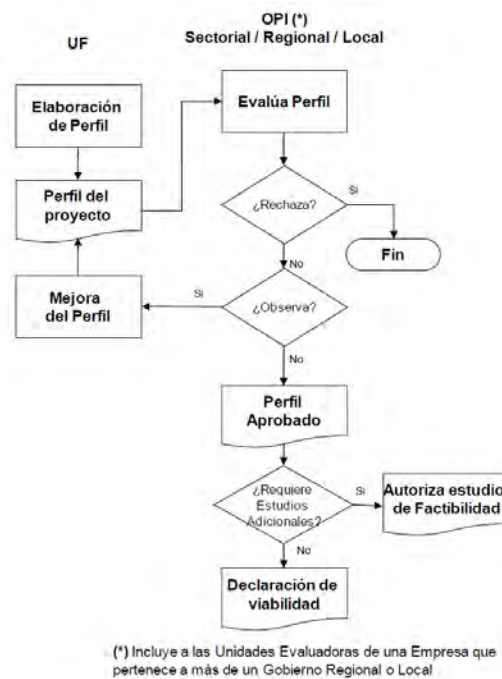 UF
OPI (*)
Sectorial / Regional / Local
Elaboración
de Perfil
Evalúa Perfil
Perfil del
proyecto
¿Rechaza?
Si
Fin
No
Mejora
del Perfil
Si
¿Observa?
No
Perfil
Aprobado
¿Requiere
Estudios
Adicionales?
Si
Autoriza estudio
de Factibilidad
No
Declaración de
viabilidad
(*) Incluye a las Unidades Evaluadoras de una Empresa que
pertenece a más de un Gobierno Regional o Local